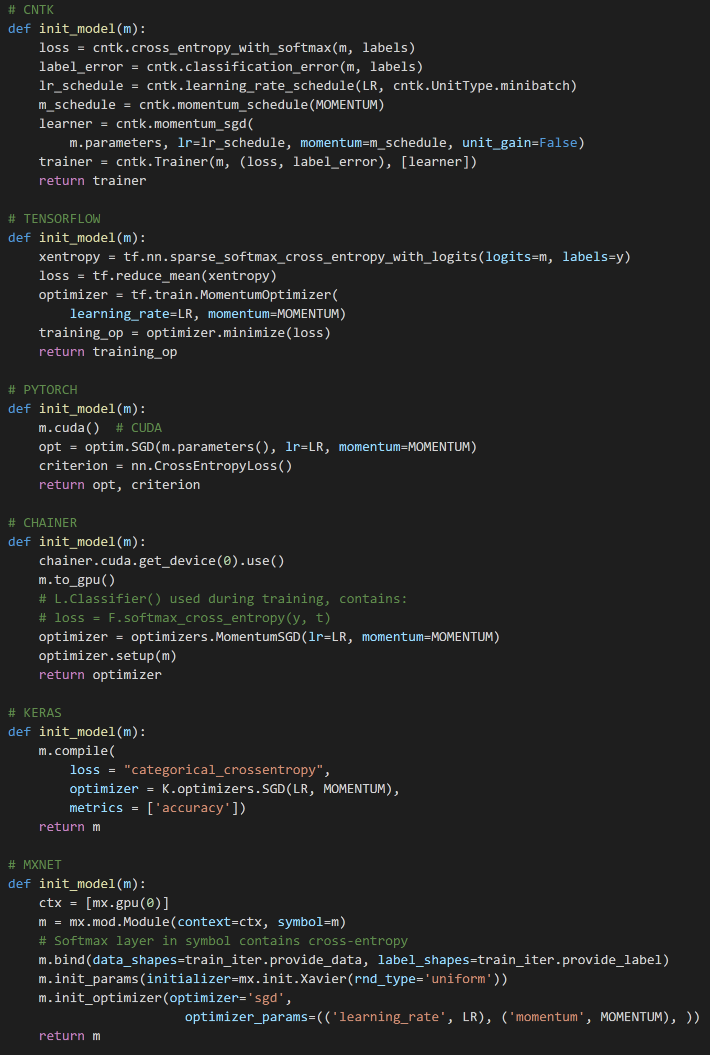 # CNTK
def init_model(m):
    loss = cntk.cross_entropy_with_softmax(m, labels)
    label_error = cntk.classification_error(m, labels)
    lr_schedule = cntk.learning_rate_schedule(LR, cntk.UnitType.minibatch)
    m_schedule = cntk.momentum_schedule(MOMENTUM)
    learner = cntk.momentum_sgd(
        m.parameters, lr=lr_schedule, momentum=m_schedule, unit_gain=False)
    trainer = cntk.Trainer(m, (loss, label_error), [learner])
    return trainer

# TENSORFLOW
def init_model(m):
    xentropy = tf.nn.sparse_softmax_cross_entropy_with_logits(logits=m, labels=y)
    loss = tf.reduce_mean(xentropy)
    optimizer = tf.train.MomentumOptimizer(
        learning_rate=LR, momentum=MOMENTUM)
    training_op = optimizer.minimize(loss)
    return training_op

# PYTORCH
def init_model(m):
    m.cuda()  # CUDA
    opt = optim.SGD(m.parameters(), lr=LR, momentum=MOMENTUM)
    criterion = nn.CrossEntropyLoss()
    return opt, criterion

# CHAINER
def init_model(m):
    chainer.cuda.get_device(0).use()
    m.to_gpu()
    # L.Classifier() used during training, contains:
    # loss = F.softmax_cross_entropy(y, t)
    optimizer = optimizers.MomentumSGD(lr=LR, momentum=MOMENTUM)
    optimizer.setup(m)
    return optimizer

# KERAS
def init_model(m):
    m.compile(
        loss = "categorical_crossentropy",
        optimizer = K.optimizers.SGD(LR, MOMENTUM),
        metrics = ['accuracy'])
    return m

# MXNET
def init_model(m):
    ctx = [mx.gpu(0)]
    m = mx.mod.Module(context=ctx, symbol=m)
    # Softmax layer in symbol contains cross-entropy
    m.bind(data_shapes=train_iter.provide_data, label_shapes=train_iter.provide_label)
    m.init_params(initializer=mx.init.Xavier(rnd_type='uniform'))
    m.init_optimizer(optimizer='sgd',
                       optimizer_params=(('learning_rate', LR), ('momentum', MOMENTUM), ))
    return m